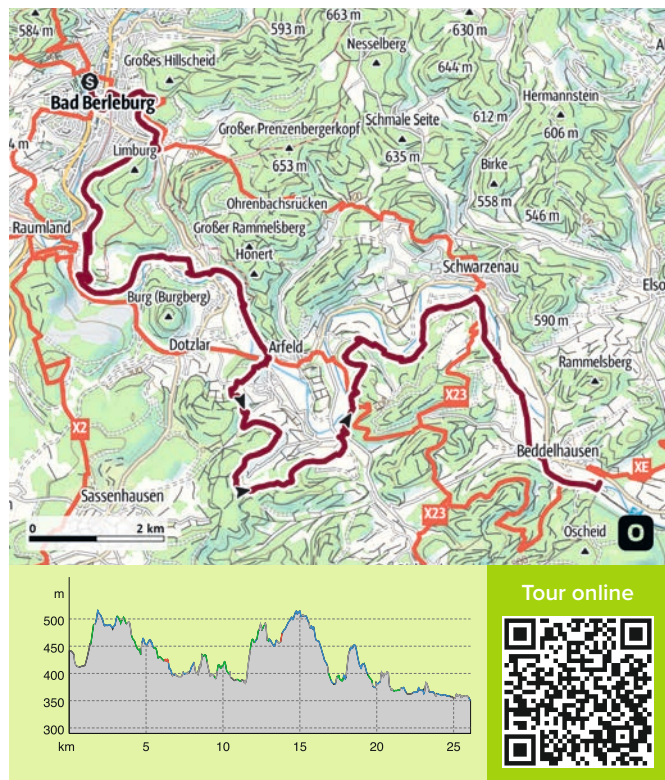 584 m
663 m
593 m
630 m
Nesselberg
Großes Hillscheid
644 m
S
Bad Berleburg
Hermannstein
612 m
Schmale Seite
Großer Prenzenbergerkopf
606 m
4 m
Limburg
653 m
635 m
Birke
558 m
Ohrenbachsrücken
546 m
Raumland
Großer Rammelsberg
Honert
Schwarzenau
Elso
Burg (Burgberg)
590 m
Dotzlar
Arfeld
Rammelsberg
X23
X2
Beddelhausen
XE
Sassenhausen
X23
0
2 km
Oscheid
O
m
Tour online
500
450
400
350
300
km
5
10
15
20
25